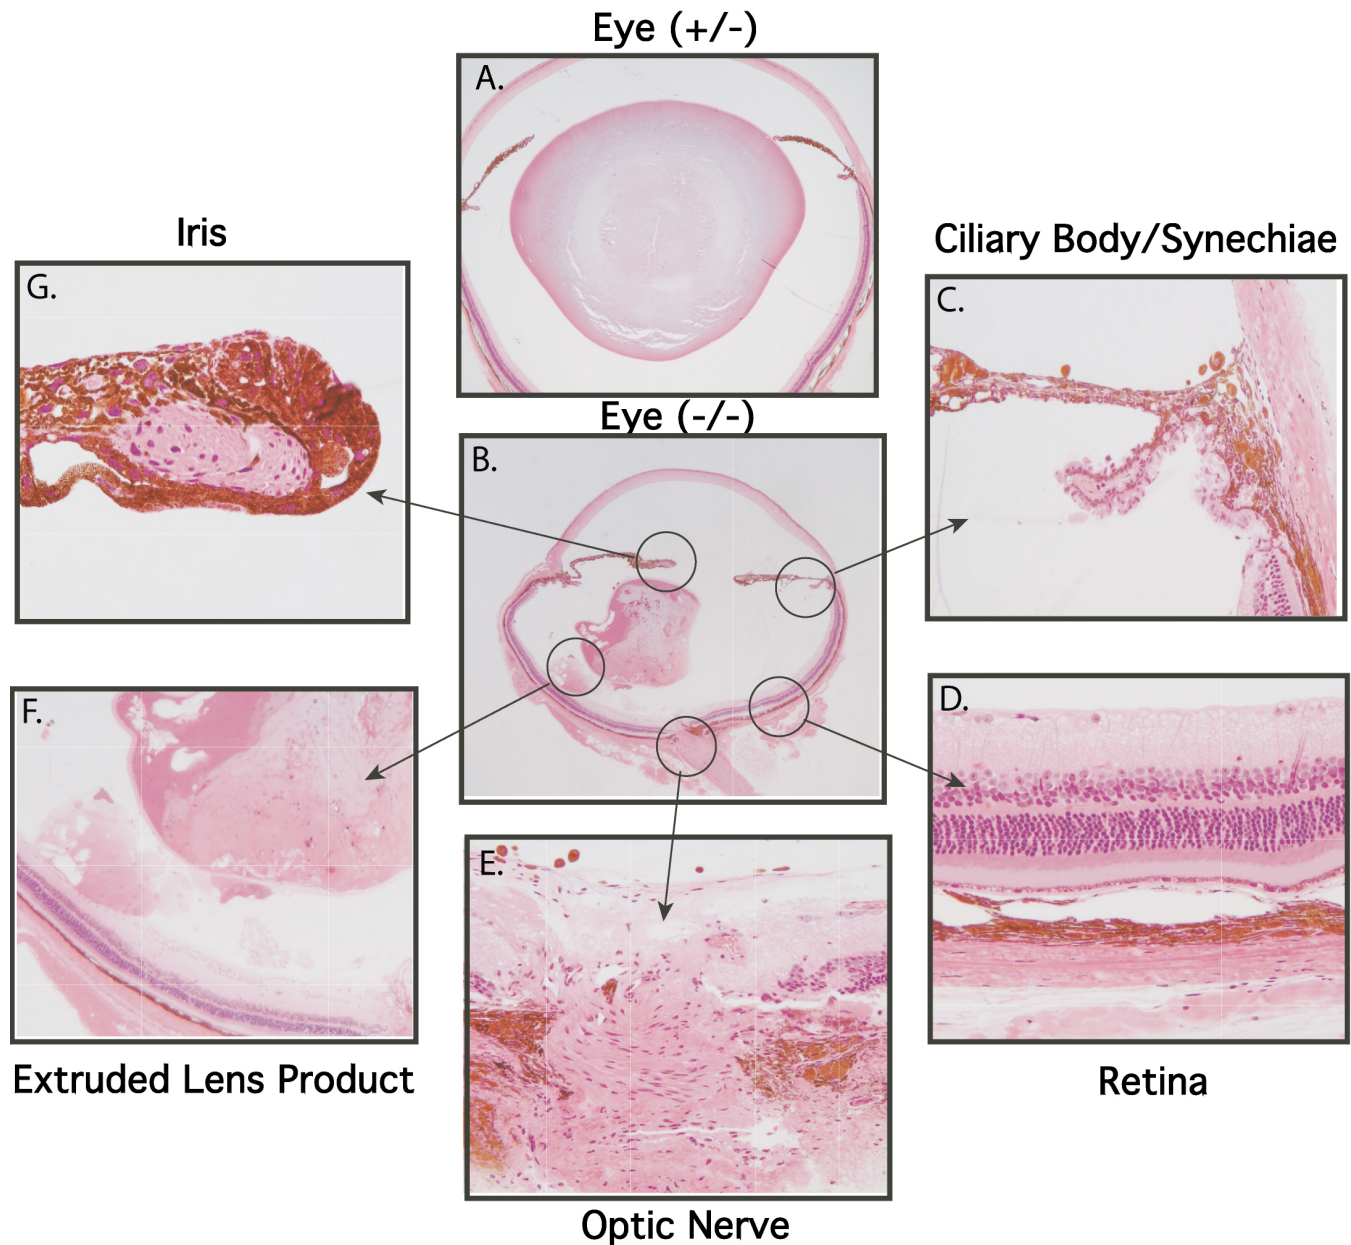 Eye (+/-)
A.
Iris
G.
Ciliary Body/Synechiae
C.
Eye (-/-)
B.
F.
Extruded Lens Product
D.
Retina
E.
Optic Nerve